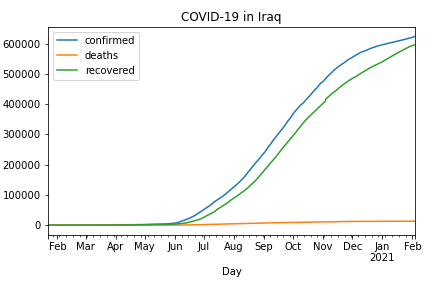 COVID-19 in Iraq
confirmed
deaths
recovered
600000
500000
400000
300000
200000
100000
0
Feb Mar Apr May Jun Jul Aug Sep Oct Nov Dec Jan Feb
2021
Day